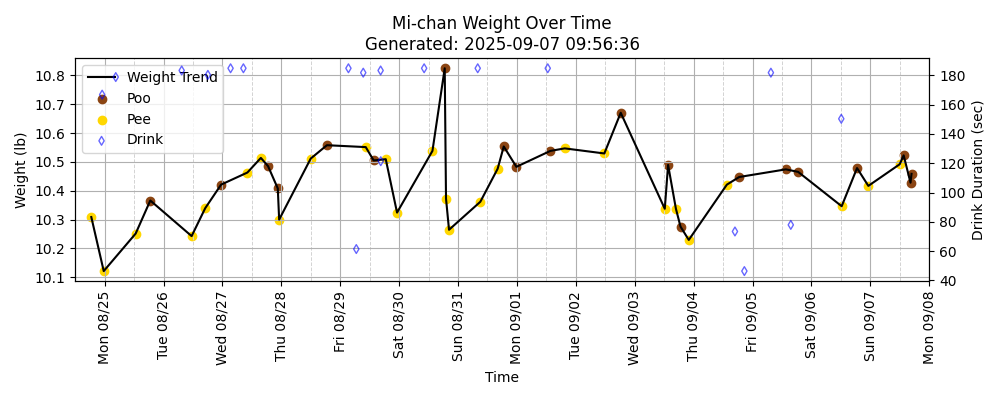 Mi-chan Weight Over Time
Generated: 2025-09-07 09:56:36
Weight (lb)
10.8
10.7
10.6
10.5
10.4
10.3
10.2
10.1
Weight Trend
Poo
Pee
Drink
180
160
140
120
100
80
60
40
Drink Duration (sec)
Mon 08/25
Tue 08/26
Wed 08/27
Thu 08/28
Fri 08/29
Sat 08/30
Sun 08/31
Mon 09/01
Tue 09/02
Wed 09/03
Thu 09/04
Fri 09/05
Sat 09/06
Sun 09/07
Mon 09/08
Time